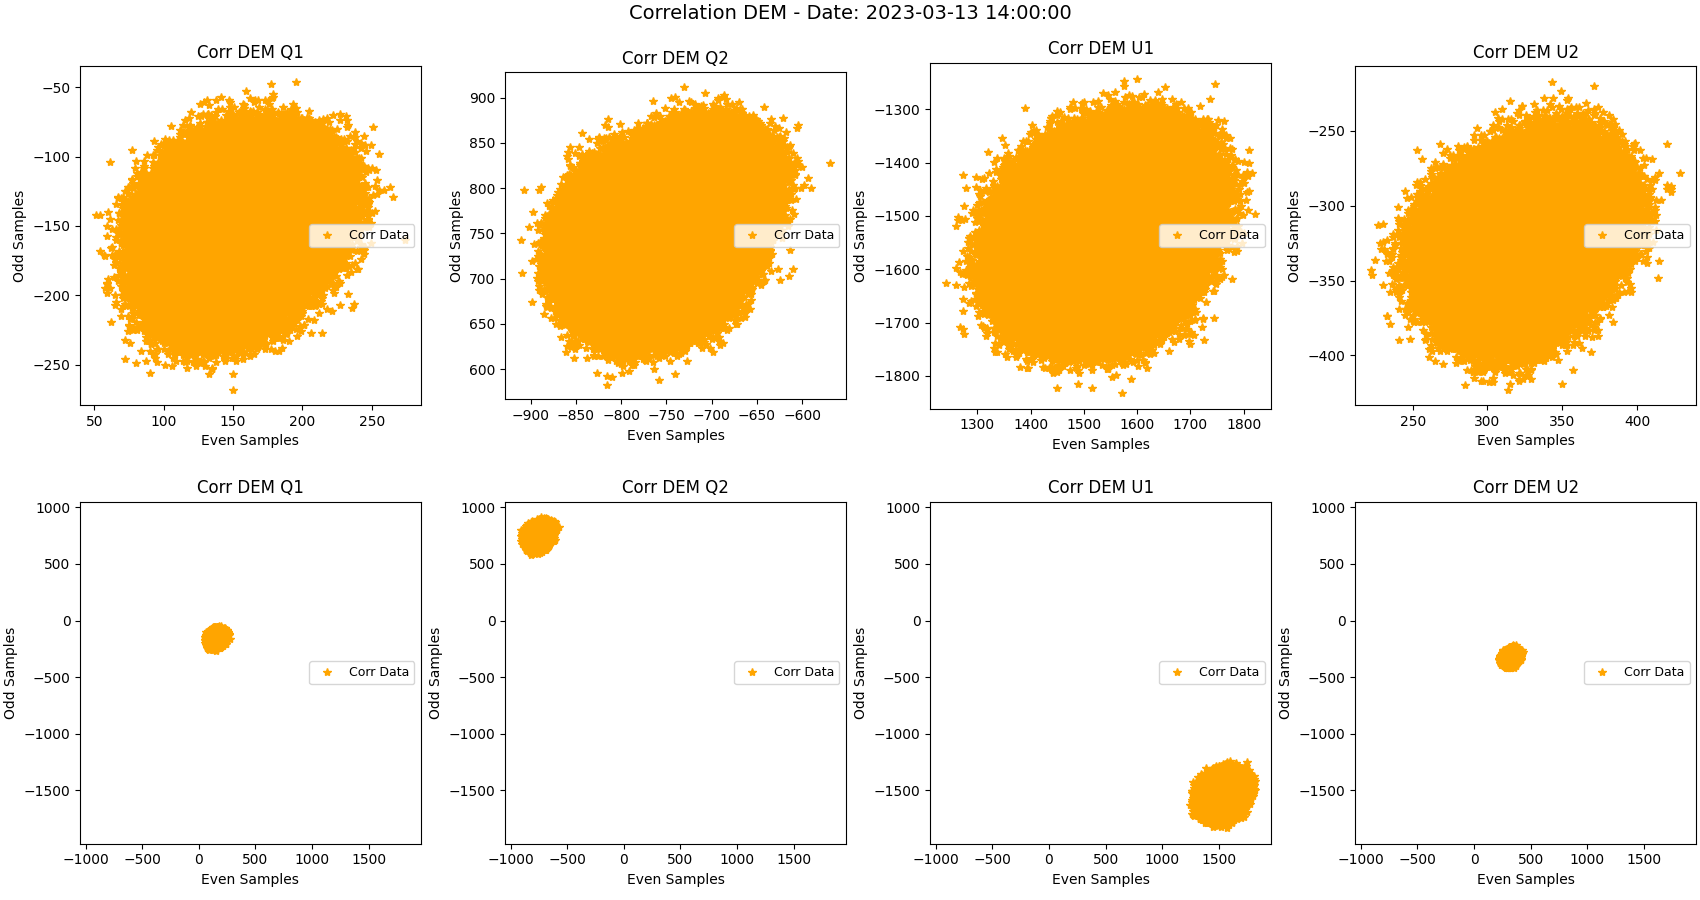 Correlation DEM - Date: 2023-03-13 14:00:00
Corr DEM Q1
Odd Samples
−50
−100
−150
−200
−250
Corr Data
50 100 150 200 250
Even Samples
Corr DEM Q2
Odd Samples
900
850
800
750
700
650
600
Corr Data
−900 −850 −800 −750 −700 −650 −600
Even Samples
Corr DEM U1
Odd Samples
−1300
−1400
−1500
−1600
−1700
−1800
Corr Data
1300 1400 1500 1600 1700 1800
Even Samples
Corr DEM U2
Odd Samples
−250
−300
−350
−400
Corr Data
250 300 350 400
Even Samples
Corr DEM Q1
Odd Samples
1000
500
0
−500
−1000
−1500
Corr Data
−1000 −500 0 500 1000 1500
Even Samples
Corr DEM Q2
Odd Samples
1000
500
0
−500
−1000
−1500
Corr Data
−1000 −500 0 500 1000 1500
Even Samples
Corr DEM U1
Odd Samples
1000
500
0
−500
−1000
−1500
Corr Data
−1000 −500 0 500 1000 1500
Even Samples
Corr DEM U2
Odd Samples
1000
500
0
−500
−1000
−1500
Corr Data
−1000 −500 0 500 1000 1500
Even Samples